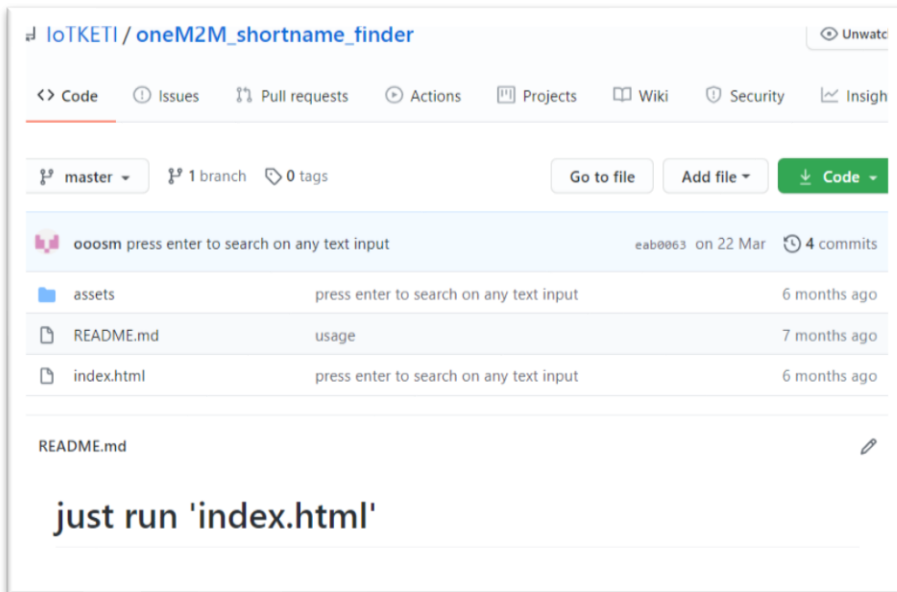 IoTKETI / oneM2M_shortname_finder
Unwatc
<> Code Issues Pull requests Actions Projects Wiki Security Insigh
master 1 branch 0 tags Go to file Add file Code
ooosm press enter to search on any text input eab0063 on 22 Mar 4 commits
assets press enter to search on any text input 6 months ago
README.md usage 7 months ago
index.html press enter to search on any text input 6 months ago
README.md
just run 'index.html'